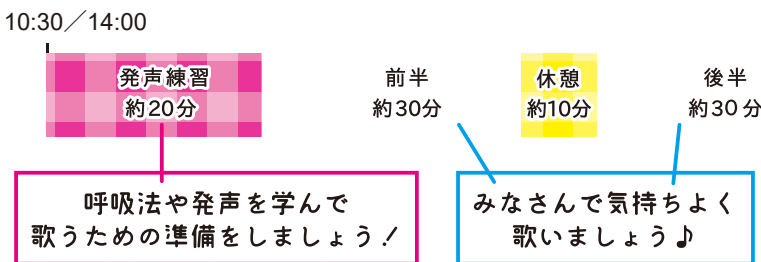 10:30／14:00
発声練習
約20分
前半
約30分
休憩
約10分
後半
約30分
呼吸法や発声を学んで
歌うための準備をしましょう！
みなさんで気持ちよく
歌いましょう♪